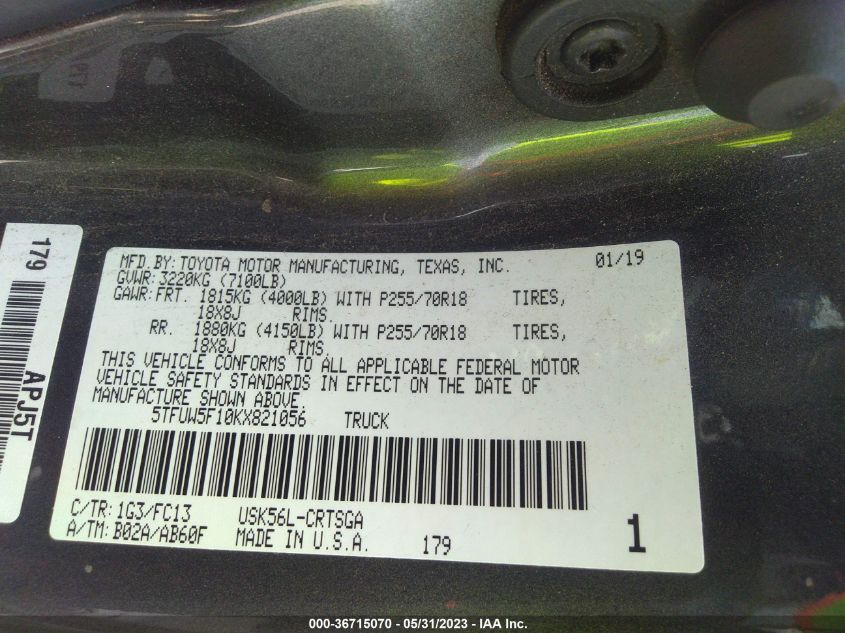 179
APJ5T
MFD.BY:TOYOTA MOTOR MANUFACTURING, TEXAS, INC. 01/19
GVWR:3220KG (7100LB)
GAWR:FRT. 1815KG (4000LB) WITH P255/70R18 TIRES,
18X8J RIMS.
RR. 1880KG (4150LB) WITH P255/70R18 TIRES,
18X8J RIMS.
THIS VEHICLE CONFORMS TO ALL APPLICABLE FEDERAL MOTOR
VEHICLE SAFETY STANDARDS IN EFFECT ON THE DATE OF
MANUFACTURE SHOWN ABOVE.
5TFUW5F10KX821056 TRUCK
C/TR:1G3/FC13 USK56L-CRTSGA
A/TM:B02A/AB60F MADE IN U.S.A. 179 1
000-36715070 — 05/31/2023 — IAA Inc.